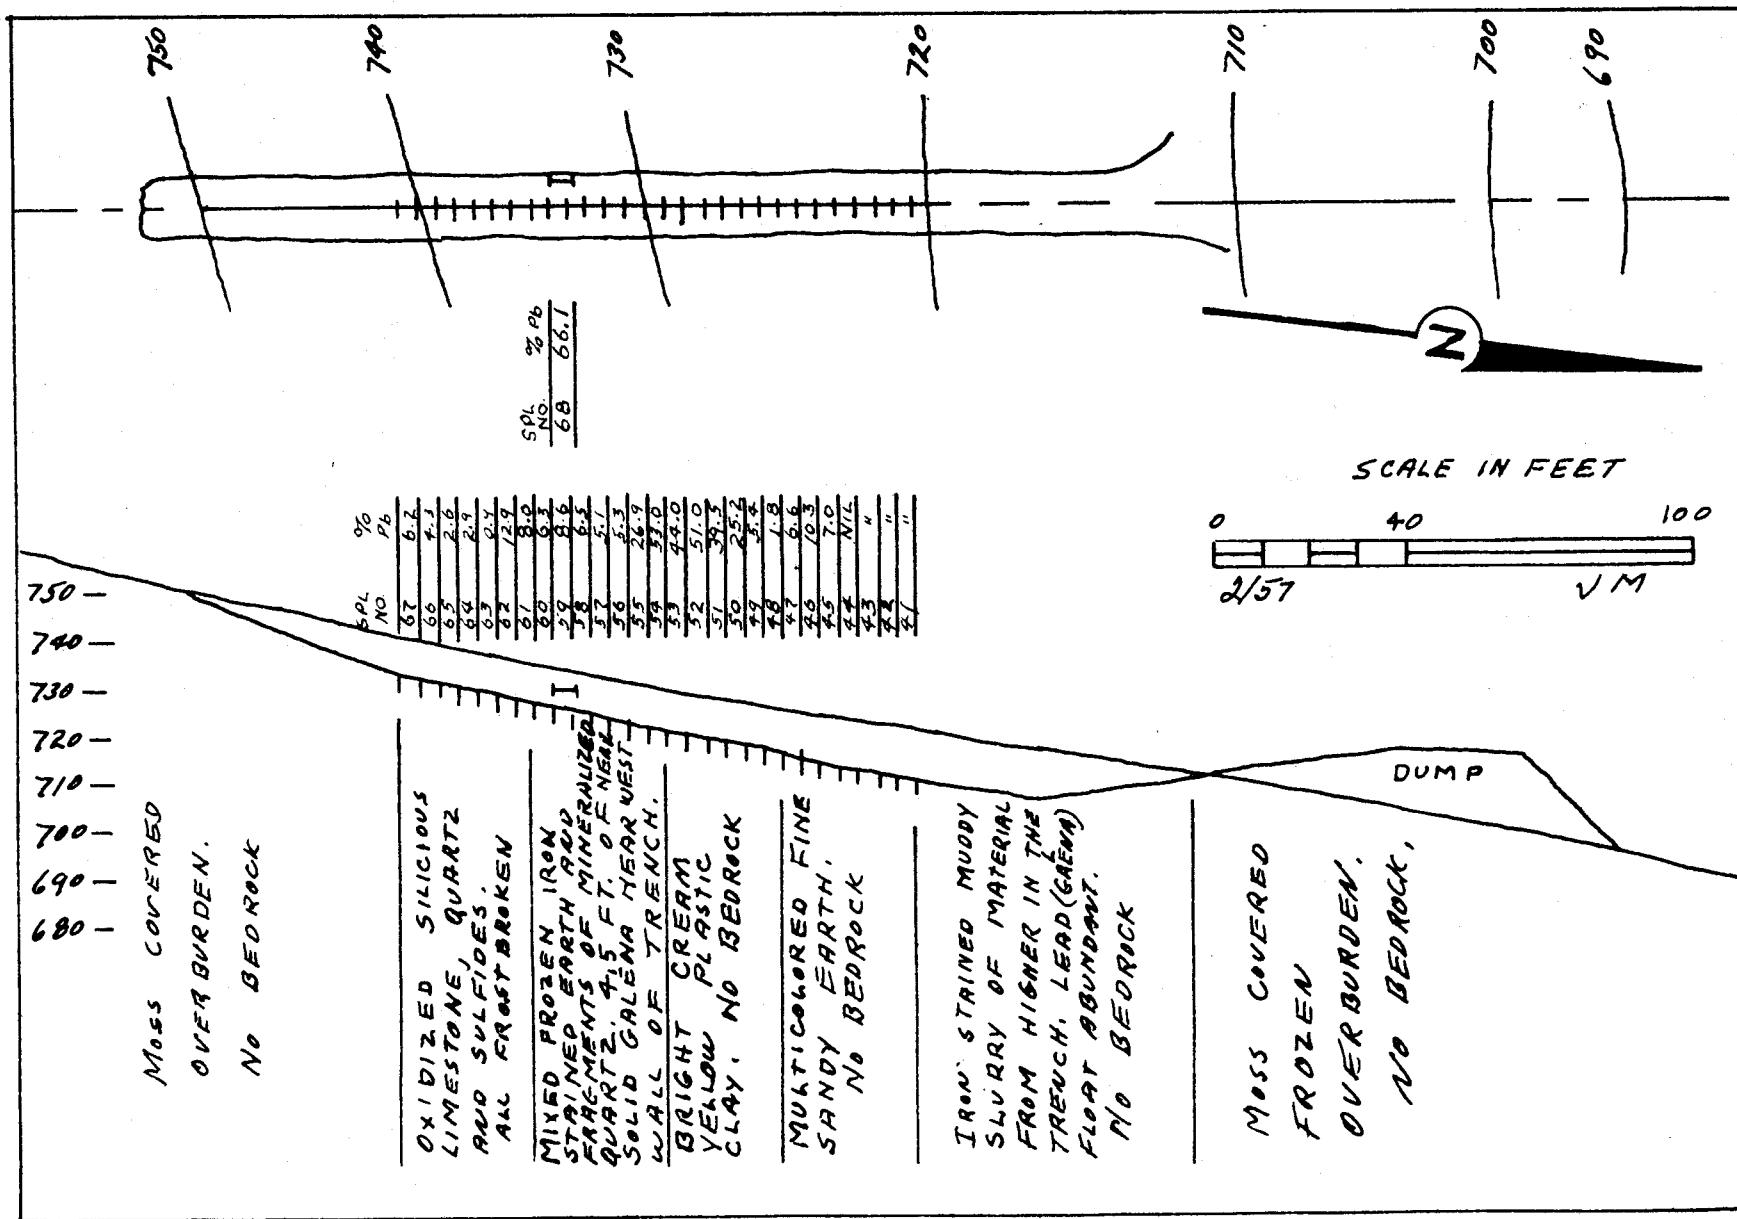 750
740
730
720
710
700
690
N
SPL NO. % Pb
68 66.1
SCALE IN FEET
0 40 100
2/57 VM
SPL NO. % Pb
67 6.2
66 4.3
65 2.6
64 2.9
63
62 12.9
61 8.0
60 6.3
59 8.6
58 6.5
57 5.1
56 5.3
55 26.9
54
53 44.0
52 51.0
51 39.5
50 25.2
49 5.4
48 1.8
47 6.6
46 10.3
45 7.0
44 NIL
43 "
42 "
41 "
750 —
740 —
730 —
720 —
710 —
700 —
690 —
680 —
DUMP
MOSS COVERED
OVERBURDEN.
NO BEDROCK
OXIDIZED SILICIOUS
LIMESTONE, QUARTZ
AND SULFIDES.
ALL FROST BROKEN
MIXED FROZEN IRON
STAINED EARTH AND
FRAGMENTS OF MINERALIZED
QUARTZ. 4.5 FT. OF NEAR
SOLID GALENA NEAR WEST
WALL OF TRENCH.
BRIGHT CREAM
YELLOW PLASTIC
CLAY. NO BEDROCK
MULTICOLORED FINE
SANDY EARTH.
NO BEDROCK
IRON STAINED MUDDY
SLURRY OF MATERIAL
FROM HIGHER IN THE
TRENCH. LEAD (GALENA)
FLOAT ABUNDANT.
NO BEDROCK
MOSS COVERED
FROZEN
OVERBURDEN.
NO BEDROCK.